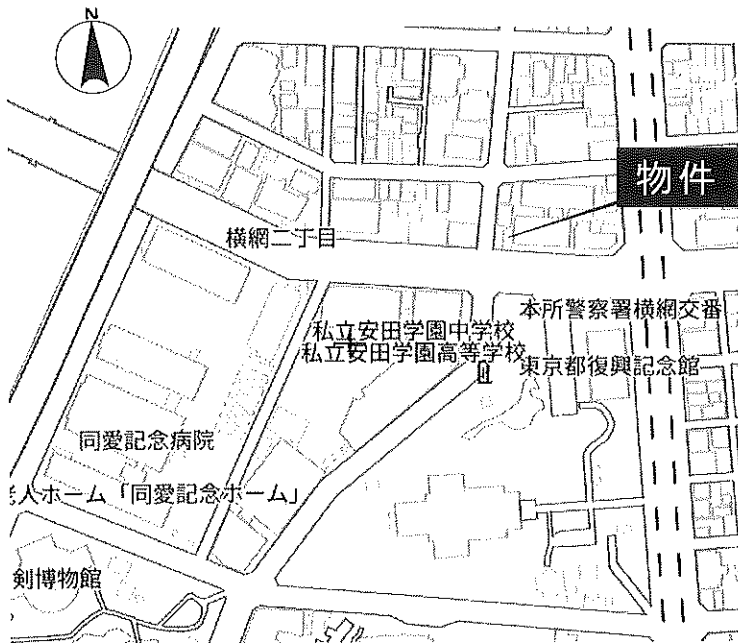 N
物件
横網二丁目
本所警察署横網交番
私立安田学園中学校
私立安田学園高等学校
東京都復興記念館
同愛記念病院
老人ホーム「同愛記念ホーム」
剣博物館